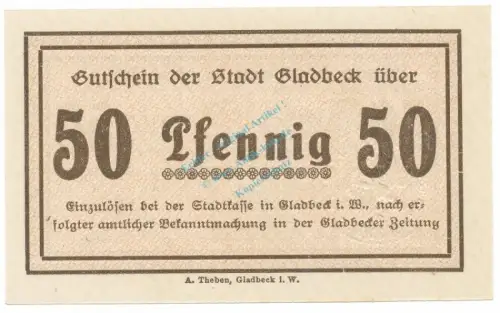 Gutschein der Stadt Gladbeck über
50 Pfennig 50
Einzulösen bei der Stadtkasse in Gladbeck i. W., nach er=
folgter amtlicher Bekanntmachung in der Gladbecker Zeitung
A. Theben, Gladbeck i. W.